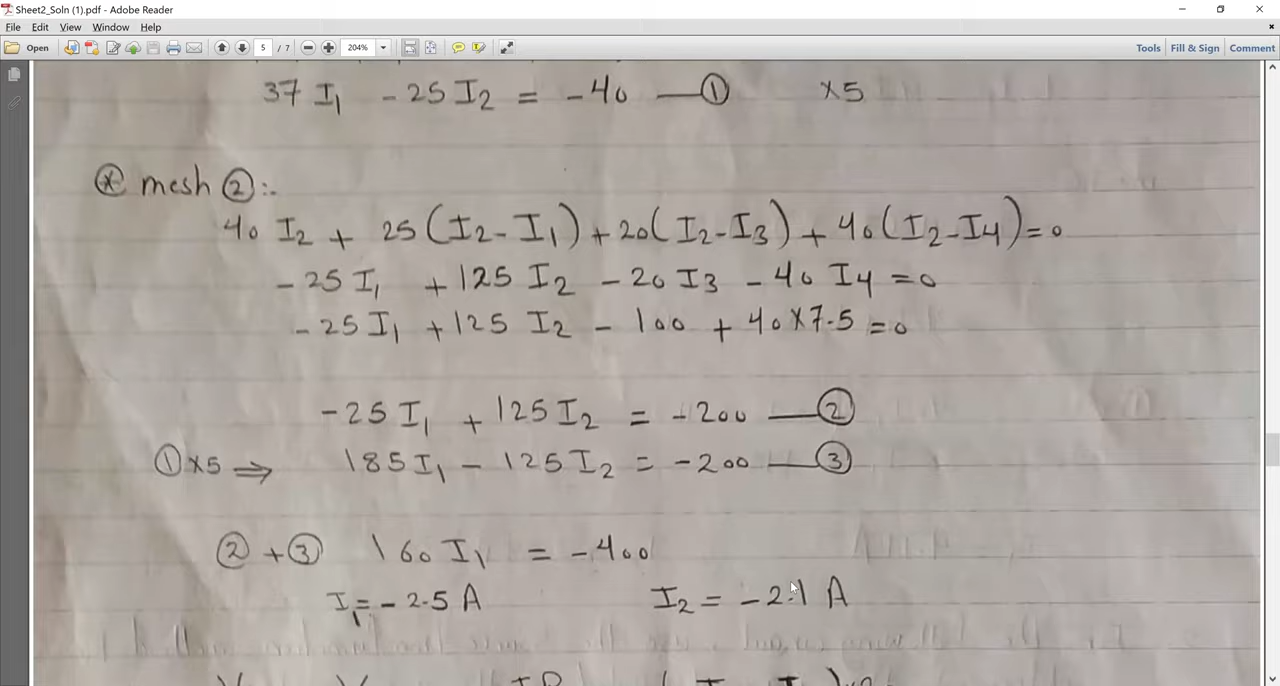 Sheet2_Soln (1).pdf - Adobe Reader
File Edit View Window Help
Open 5 / 7 204% Tools Fill & Sign Comment
37 I₁ - 25 I₂ = -40 — ① ×5
⊛ mesh ②:-
40 I₂ + 25(I₂-I₁) + 20(I₂-I₃) + 40(I₂-I₄) = 0
-25 I₁ + 125 I₂ - 20 I₃ - 40 I₄ = 0
-25 I₁ + 125 I₂ - 100 + 40×7.5 = 0
-25 I₁ + 125 I₂ = -200 — ②
①×5 ⇒ 185 I₁ - 125 I₂ = -200 — ③
② + ③ 160 I₁ = -400
I₁ = -2.5 A I₂ = -2.1 A